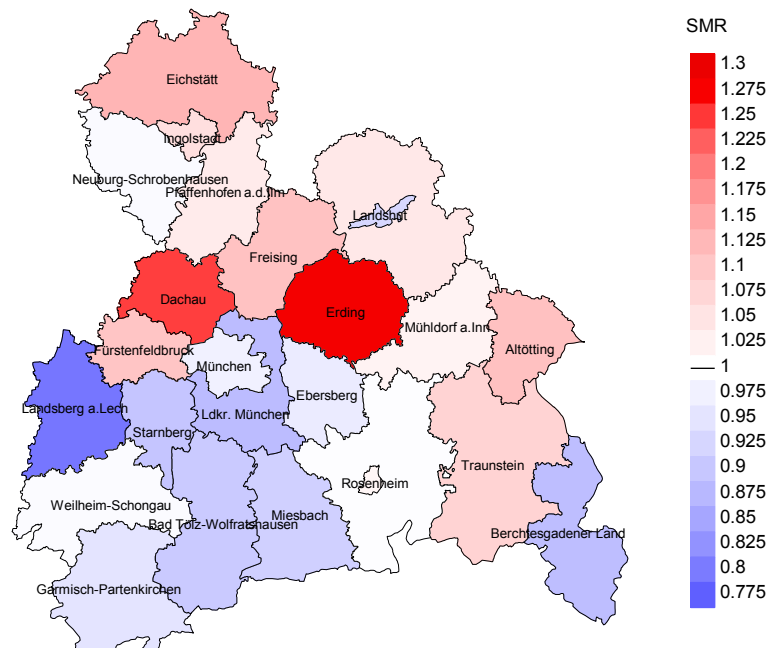 SMR
1.3
1.275
1.25
1.225
1.2
1.175
1.15
1.125
1.1
1.075
1.05
1.025
1
0.975
0.95
0.925
0.9
0.875
0.85
0.825
0.8
0.775
Eichstätt
Ingolstadt
Neuburg-Schrobenhausen
Pfaffenhofen a.d.Ilm
Landshut
Freising
Dachau
Erding
Mühldorf a.Inn
Altötting
Fürstenfeldbruck
München
Ebersberg
Landsberg a.Lech
Ldkr. München
Starnberg
Traunstein
Rosenheim
Weilheim-Schongau
Miesbach
Bad Tölz-Wolfratshausen
Berchtesgadener Land
Garmisch-Partenkirchen